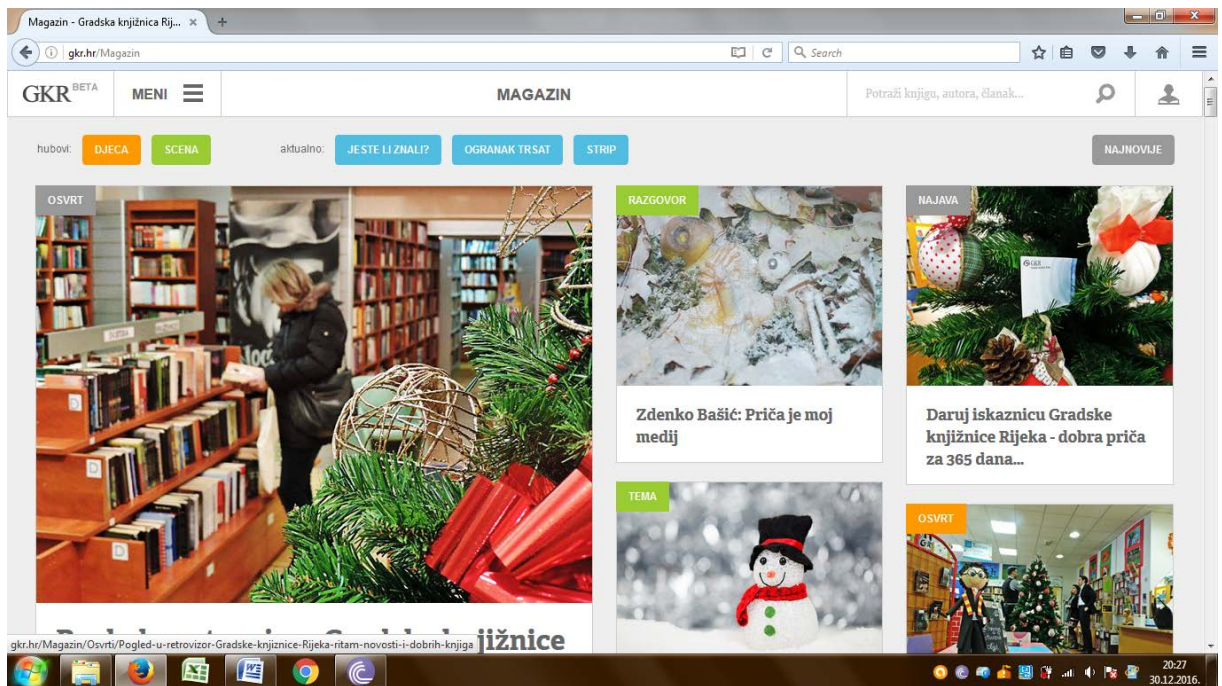 Magazin - Gradska knjižnica Rij...
gkr.hr/Magazin
Search
GKR BETA
MENI
MAGAZIN
Potraži knjigu, autora, članak...
hubovi: DJECA SCENA aktualno: JESTE LI ZNALI? OGRANAK TRSAT STRIP NAJNOVIJE
OSVRT
RAZGOVOR
Zdenko Bašić: Priča je moj
medij
NAJAVA
GKR
Daruj iskaznicu Gradske
knjižnice Rijeka - dobra priča
za 365 dana...
TEMA
OSVRT
jižnice
gkr.hr/Magazin/Osvrti/Pogled-u-retrovizor-Gradske-knjiznice-Rijeka-ritam-novosti-i-dobrih-knjiga
20:27
30.12.2016.